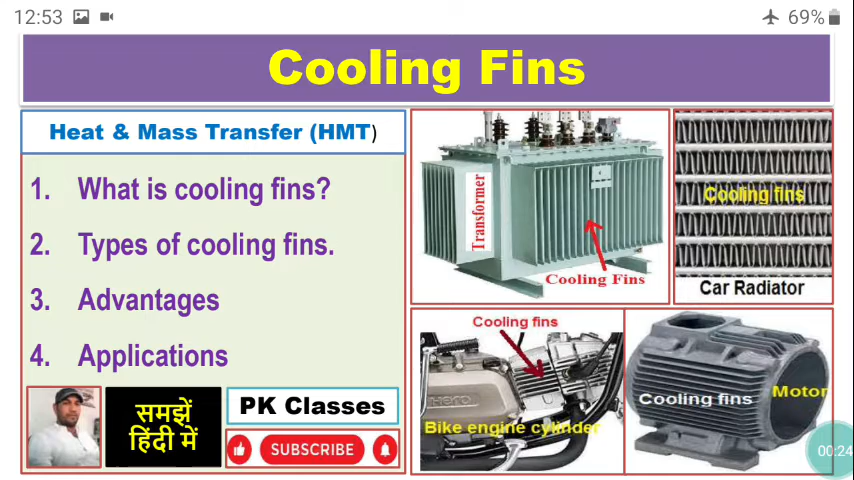 12:53
69%
Cooling Fins
Heat & Mass Transfer (HMT)
1. What is cooling fins?
2. Types of cooling fins.
3. Advantages
4. Applications
समझें
हिंदी में
PK Classes
SUBSCRIBE
Transformer
Cooling Fins
Cooling fins
Car Radiator
Cooling fins
HERO
Bike engine cylinder
Cooling fins
Motor
00:24